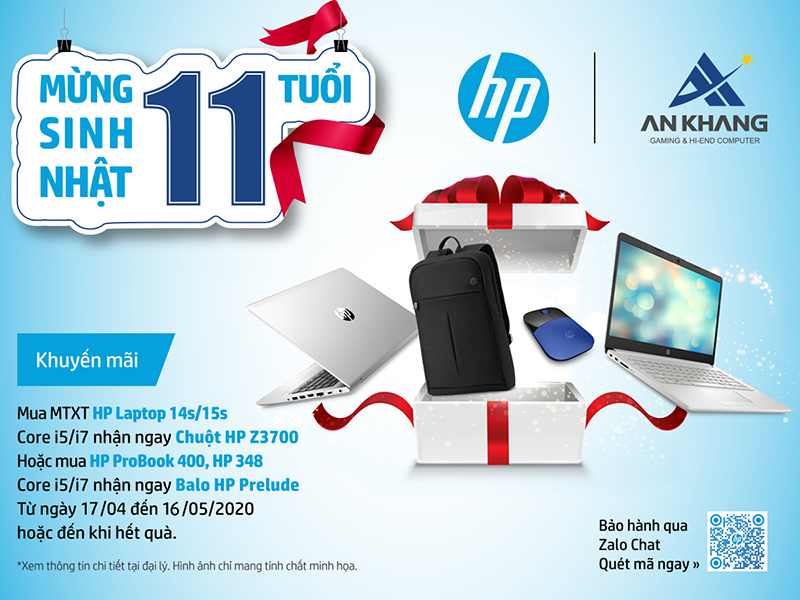 MỪNG 11 TUỔI
SINH
NHẬT
hp
AN KHANG
GAMING & HI-END COMPUTER
Khuyến mãi
Mua MTXT HP Laptop 14s/15s
Core i5/i7 nhận ngay Chuột HP Z3700
Hoặc mua HP ProBook 400, HP 348
Core i5/i7 nhận ngay Balo HP Prelude
Từ ngày 17/04 đến 16/05/2020
hoặc đến khi hết quà.
*Xem thông tin chi tiết tại đại lý. Hình ảnh chỉ mang tính chất minh họa.
Bảo hành qua
Zalo Chat
Quét mã ngay »